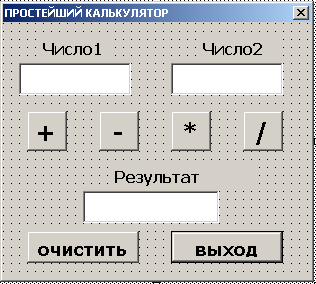 ПРОСТЕЙШИЙ КАЛЬКУЛЯТОР
Число1 Число2
+ - * /
Результат
очистить выход